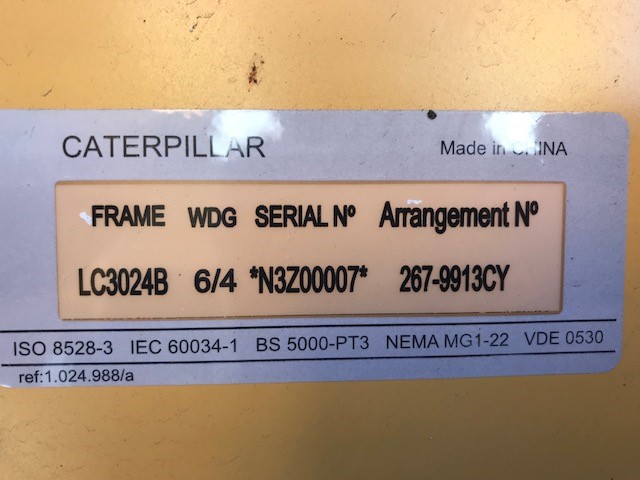 CATERPILLAR Made in CHINA
FRAME WDG SERIAL Nº Arrangement Nº
LC3024B 6/4 *N3Z00007* 267-9913CY
ISO 8528-3 IEC 60034-1 BS 5000-PT3 NEMA MG1-22 VDE 0530
ref:1.024.988/a